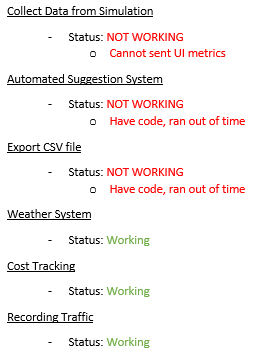 Collect Data from Simulation
- Status: NOT WORKING
o Cannot sent UI metrics
Automated Suggestion System
- Status: NOT WORKING
o Have code, ran out of time
Export CSV file
- Status: NOT WORKING
o Have code, ran out of time
Weather System
- Status: Working
Cost Tracking
- Status: Working
Recording Traffic
- Status: Working